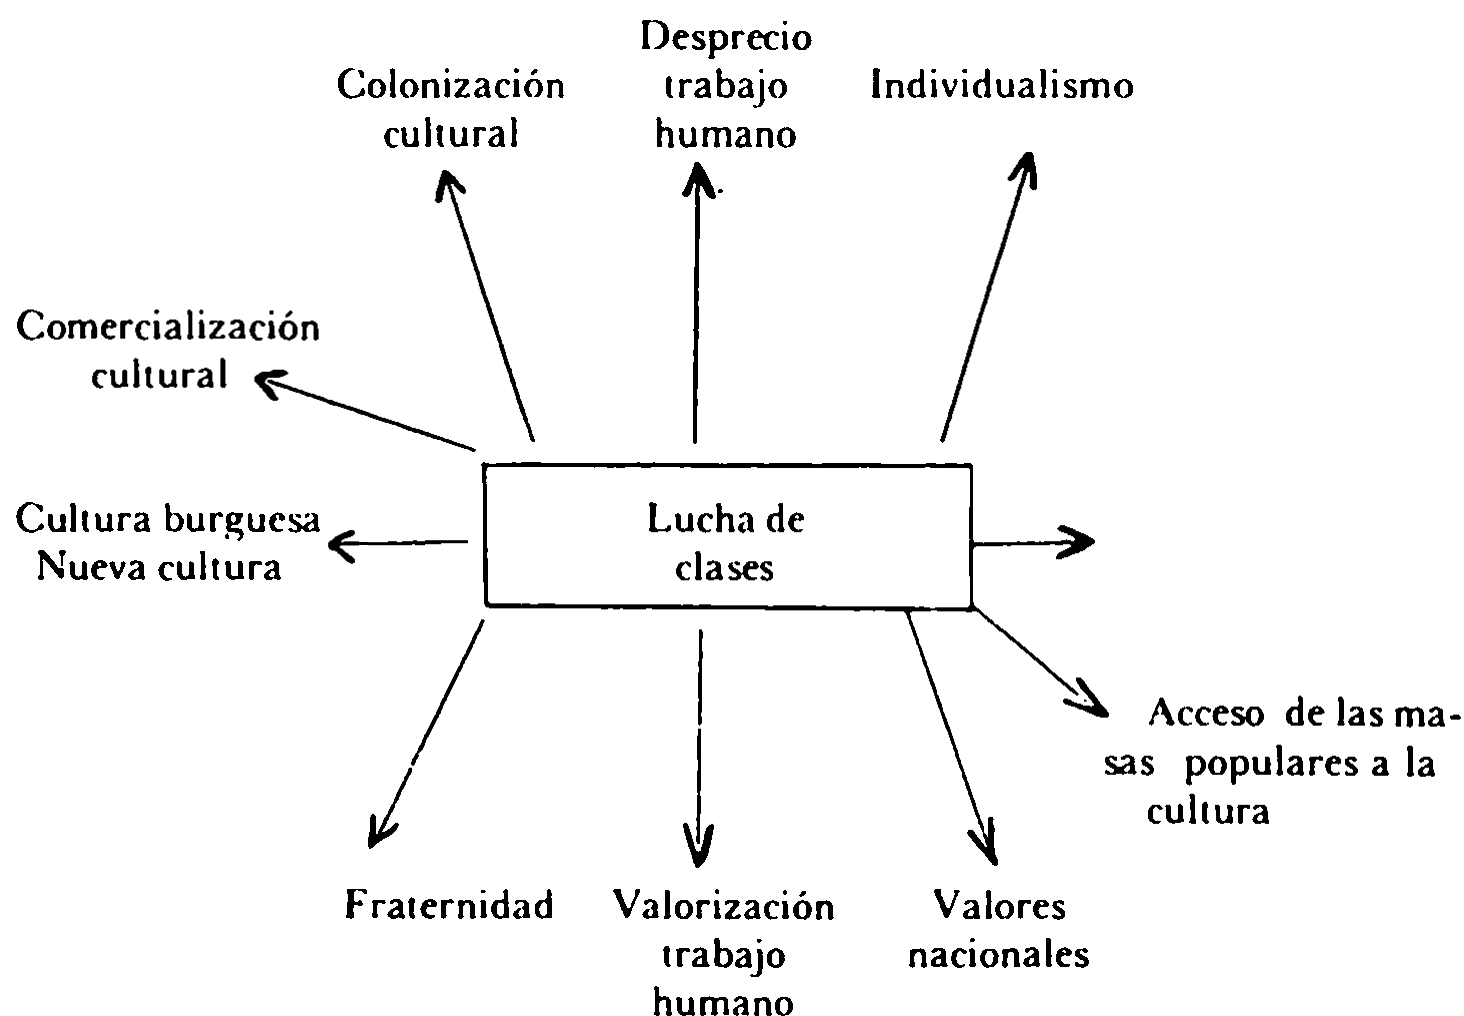 Desprecio
trabajo
humano
Colonización
cultural
Individualismo
Comercialización
cultural
Cultura burguesa
Nueva cultura
Lucha de
clases
Acceso de las ma-
sas populares a la
cultura
Fraternidad
Valorización
trabajo
humano
Valores
nacionales